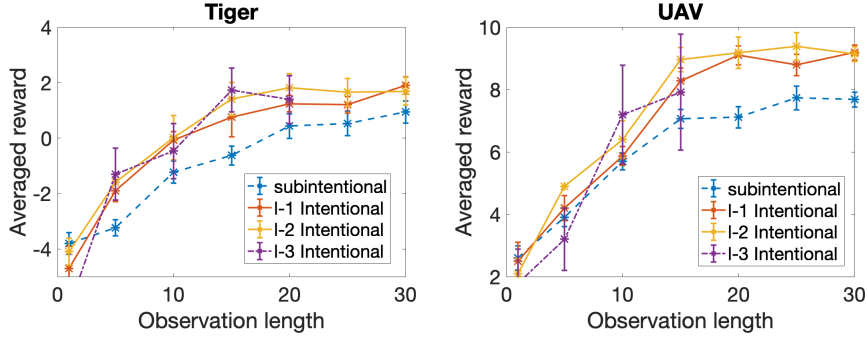 Tiger
Averaged reward
4
2
0
-2
-4
0
10
20
30
Observation length
subintentional
I-1 Intentional
I-2 Intentional
I-3 Intentional
UAV
Averaged reward
10
8
6
4
2
0
10
20
30
Observation length
subintentional
I-1 Intentional
I-2 Intentional
I-3 Intentional